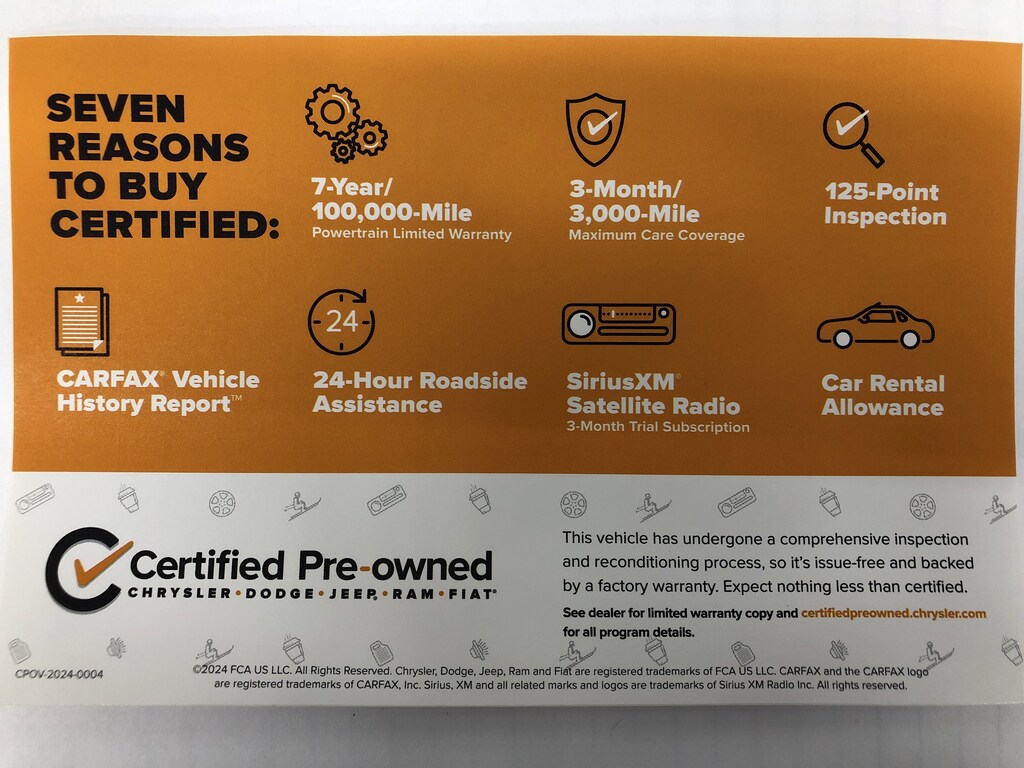 SEVEN
REASONS
TO BUY
CERTIFIED:
7-Year/
100,000-Mile
Powertrain Limited Warranty
3-Month/
3,000-Mile
Maximum Care Coverage
125-Point
Inspection
CARFAX® Vehicle
History Report™
24
24-Hour Roadside
Assistance
SiriusXM®
Satellite Radio
3-Month Trial Subscription
Car Rental
Allowance
Certified Pre-owned
CHRYSLER • DODGE • JEEP® • RAM • FIAT®
This vehicle has undergone a comprehensive inspection
and reconditioning process, so it's issue-free and backed
by a factory warranty. Expect nothing less than certified.
See dealer for limited warranty copy and certifiedpreowned.chrysler.com
for all program details.
CPOV-2024-0004
©2024 FCA US LLC. All Rights Reserved. Chrysler, Dodge, Jeep, Ram and Fiat are registered trademarks of FCA US LLC. CARFAX and the CARFAX logo
are registered trademarks of CARFAX, Inc. Sirius, XM and all related marks and logos are trademarks of Sirius XM Radio Inc. All rights reserved.